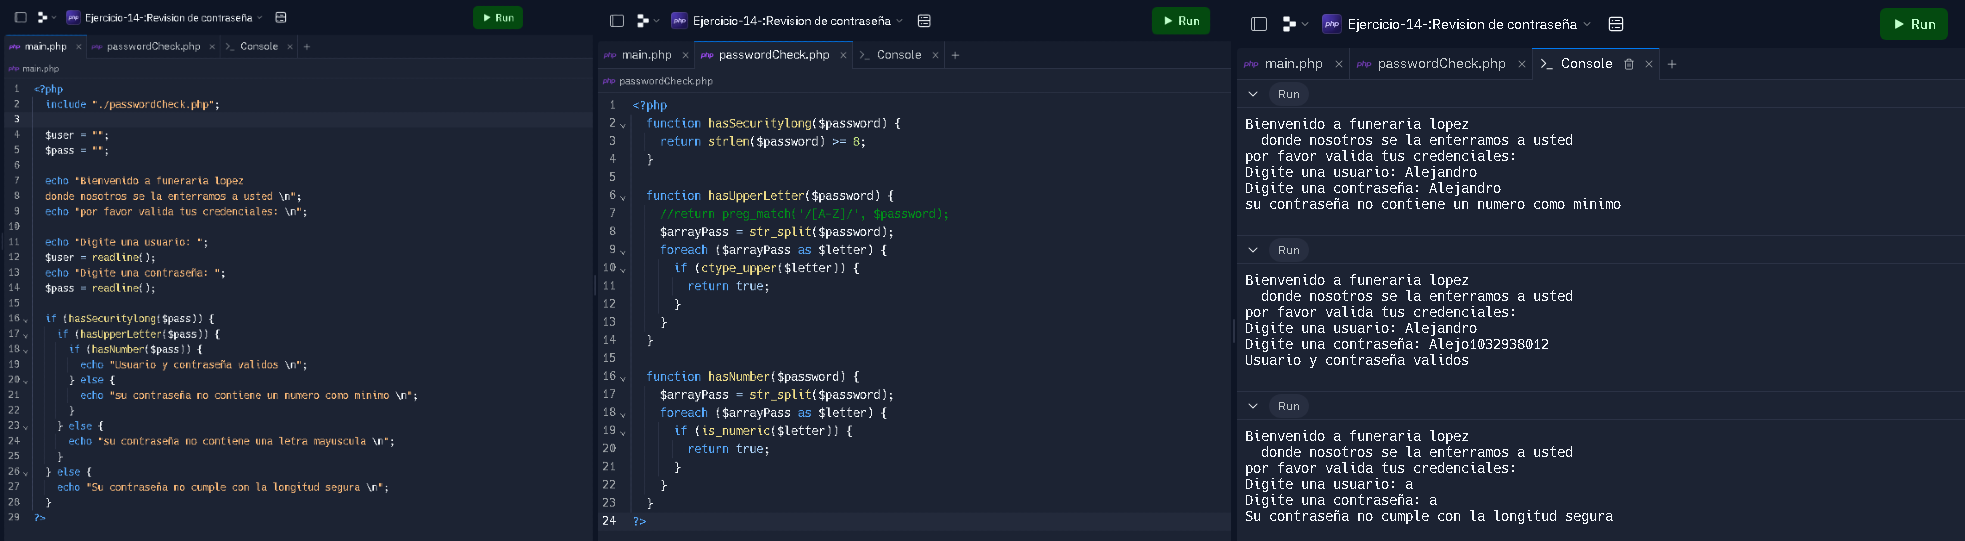 Ejercicio-14-:Revision de contraseña
Run
main.php
passwordCheck.php
Console
main.php
1 <?php
2 include "./passwordCheck.php";
3
4 $user = "";
5 $pass = "";
6
7 echo "Bienvenido a funeraria lopez
8 donde nosotros se la enterramos a usted \n";
9 echo "por favor valida tus credenciales: \n";
10
11 echo "Digite una usuario: ";
12 $user = readline();
13 echo "Digite una contraseña: ";
14 $pass = readline();
15
16 if (hasSecuritylong($pass)) {
17 if (hasUpperLetter($pass)) {
18 if (hasNumber($pass)) {
19 echo "Usuario y contraseña validos \n";
20 } else {
21 echo "su contraseña no contiene un numero como minimo \n";
22 }
23 } else {
24 echo "su contraseña no contiene una letra mayuscula \n";
25 }
26 } else {
27 echo "Su contraseña no cumple con la longitud segura \n";
28 }
29 ?>
Ejercicio-14-:Revision de contraseña
Run
main.php
passwordCheck.php
Console
passwordCheck.php
1 <?php
2 function hasSecuritylong($password) {
3 return strlen($password) >= 8;
4 }
5
6 function hasUpperLetter($password) {
7 //return preg_match('/[A-Z]/', $password);
8 $arrayPass = str_split($password);
9 foreach ($arrayPass as $letter) {
10 if (ctype_upper($letter)) {
11 return true;
12 }
13 }
14 }
15
16 function hasNumber($password) {
17 $arrayPass = str_split($password);
18 foreach ($arrayPass as $letter) {
19 if (is_numeric($letter)) {
20 return true;
21 }
22 }
23 }
24 ?>
Ejercicio-14-:Revision de contraseña
Run
main.php
passwordCheck.php
Console
Run
Bienvenido a funeraria lopez
donde nosotros se la enterramos a usted
por favor valida tus credenciales:
Digite una usuario: Alejandro
Digite una contraseña: Alejandro
su contraseña no contiene un numero como minimo
Run
Bienvenido a funeraria lopez
donde nosotros se la enterramos a usted
por favor valida tus credenciales:
Digite una usuario: Alejandro
Digite una contraseña: Alejo1032938012
Usuario y contraseña validos
Run
Bienvenido a funeraria lopez
donde nosotros se la enterramos a usted
por favor valida tus credenciales:
Digite una usuario: a
Digite una contraseña: a
Su contraseña no cumple con la longitud segura